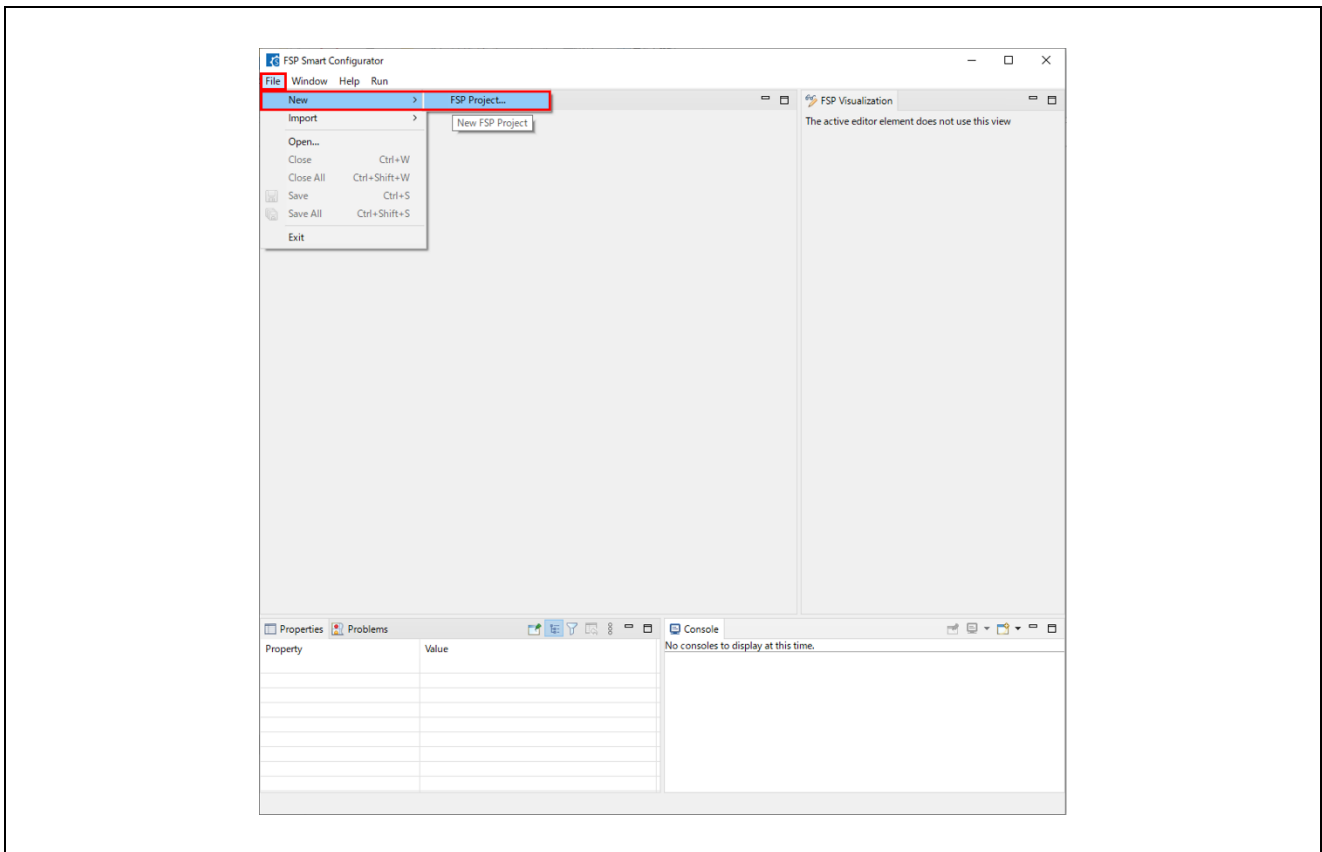 FSP Smart Configurator
File Window Help Run
New > FSP Project...
FSP Visualization
Import >
New FSP Project
The active editor element does not use this view
Open...
Close Ctrl+W
Close All Ctrl+Shift+W
Save Ctrl+S
Save All Ctrl+Shift+S
Exit
Properties Problems
Console
Property Value
No consoles to display at this time.